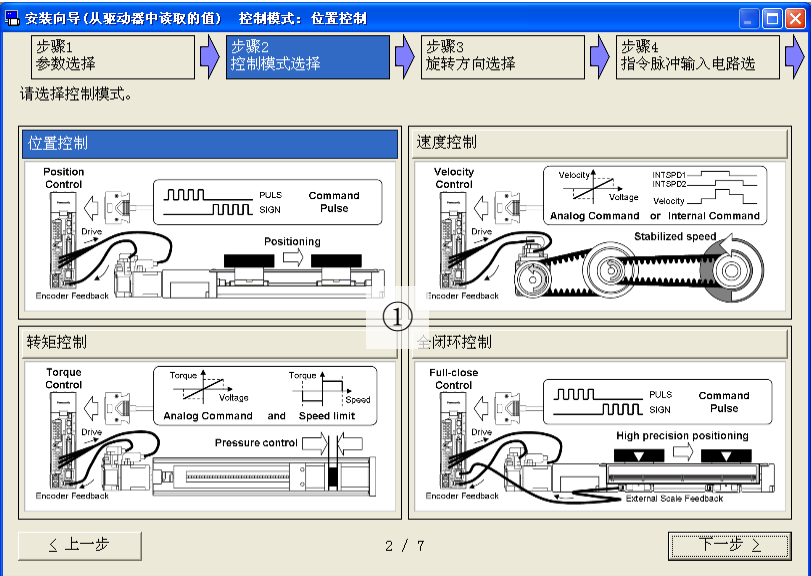 安装向导(从驱动器中读取的值) 控制模式: 位置控制
步骤1
参数选择
步骤2
控制模式选择
步骤3
旋转方向选择
步骤4
指令脉冲输入电路选
请选择控制模式。
位置控制
Position
Control
PULS
SIGN
Command
Pulse
Drive
Positioning
Encoder Feedback
速度控制
Velocity
Control
Velocity
Voltage
INTSPD1
INTSPD2
Velocity
Analog Command or Internal Command
Drive
Stabilized speed
Encoder Feedback
①
转矩控制
Torque
Control
Torque
Voltage
Torque
Speed
Analog Command and Speed limit
Drive
Pressure control
Encoder Feedback
全闭环控制
Full-close
Control
PULS
SIGN
Command
Pulse
Drive
High precision positioning
Encoder Feedback
External Scale Feedback
≤ 上一步
2 / 7
下一步 ≥